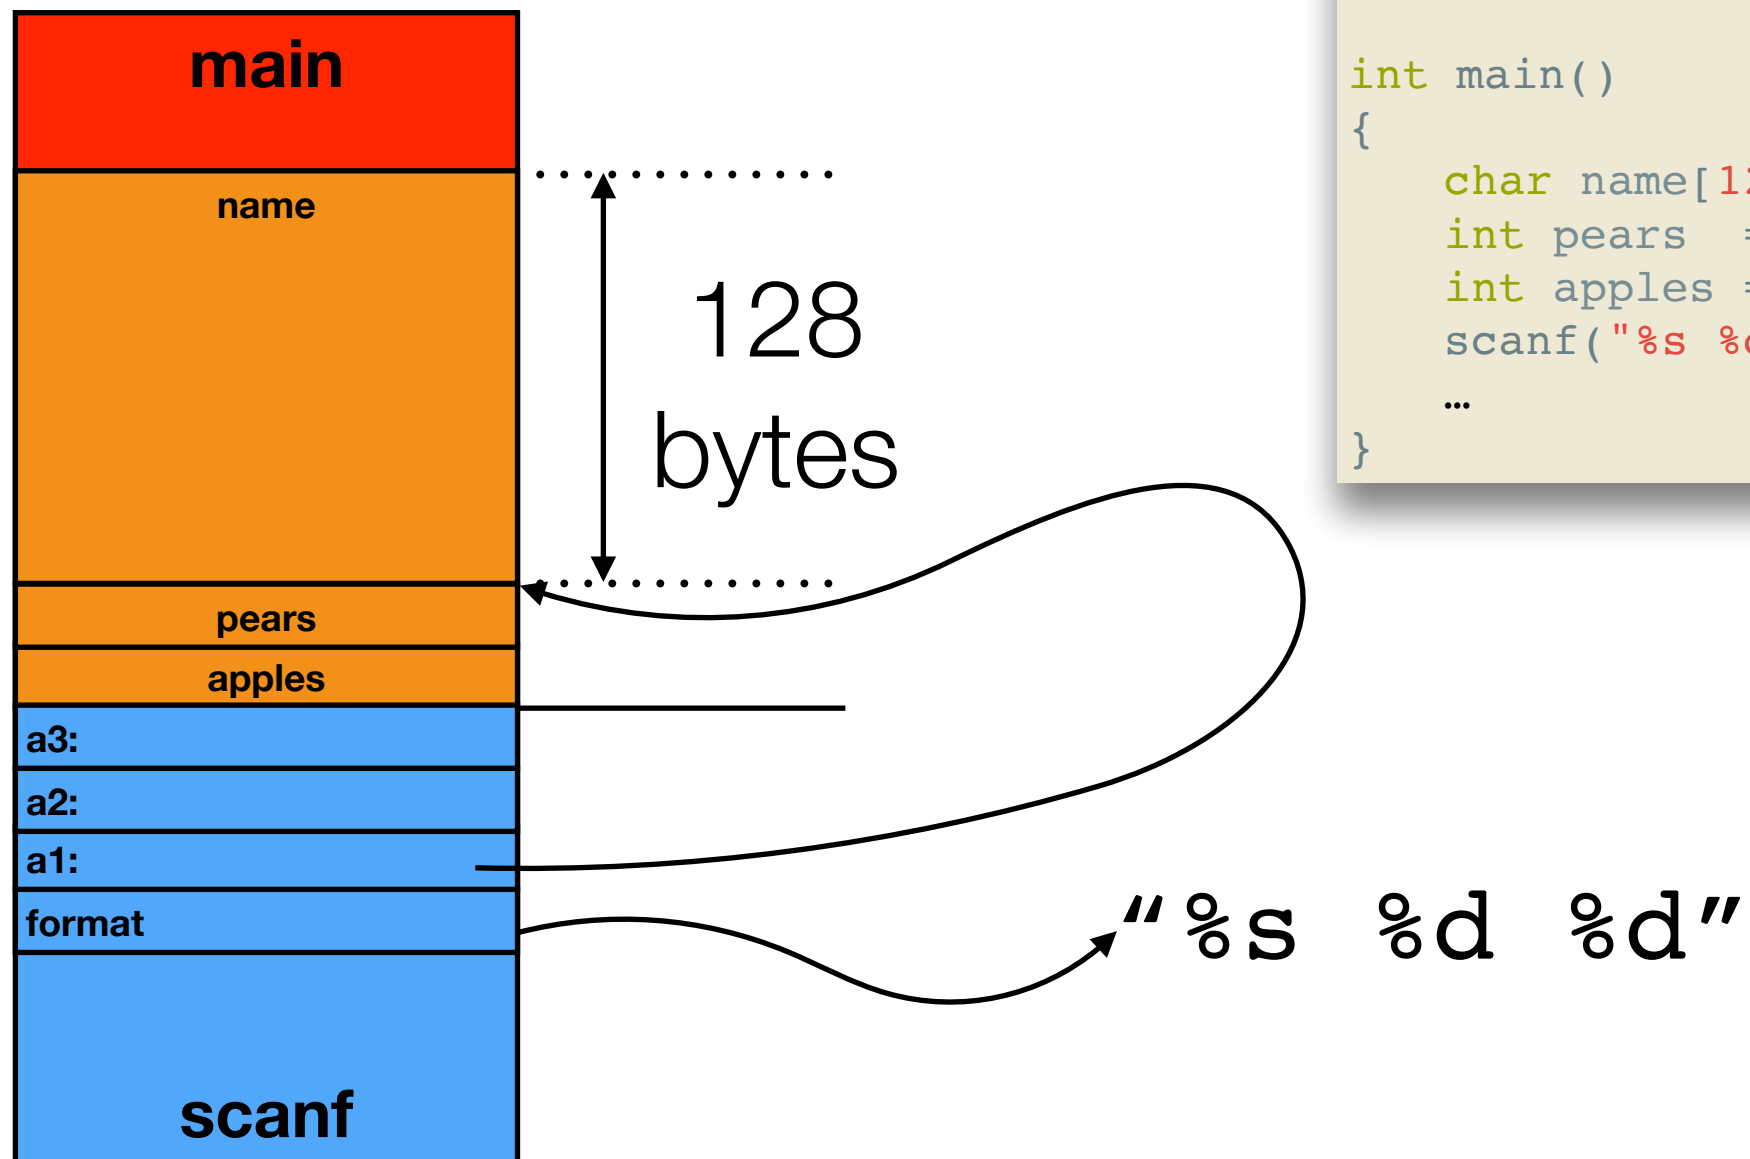 main
name
128
bytes
pears
apples
a3:
a2:
a1:
format
scanf
"%s %d %d"
int main()
{
char name[12
int pears =
int apples =
scanf("%s %d
…
}